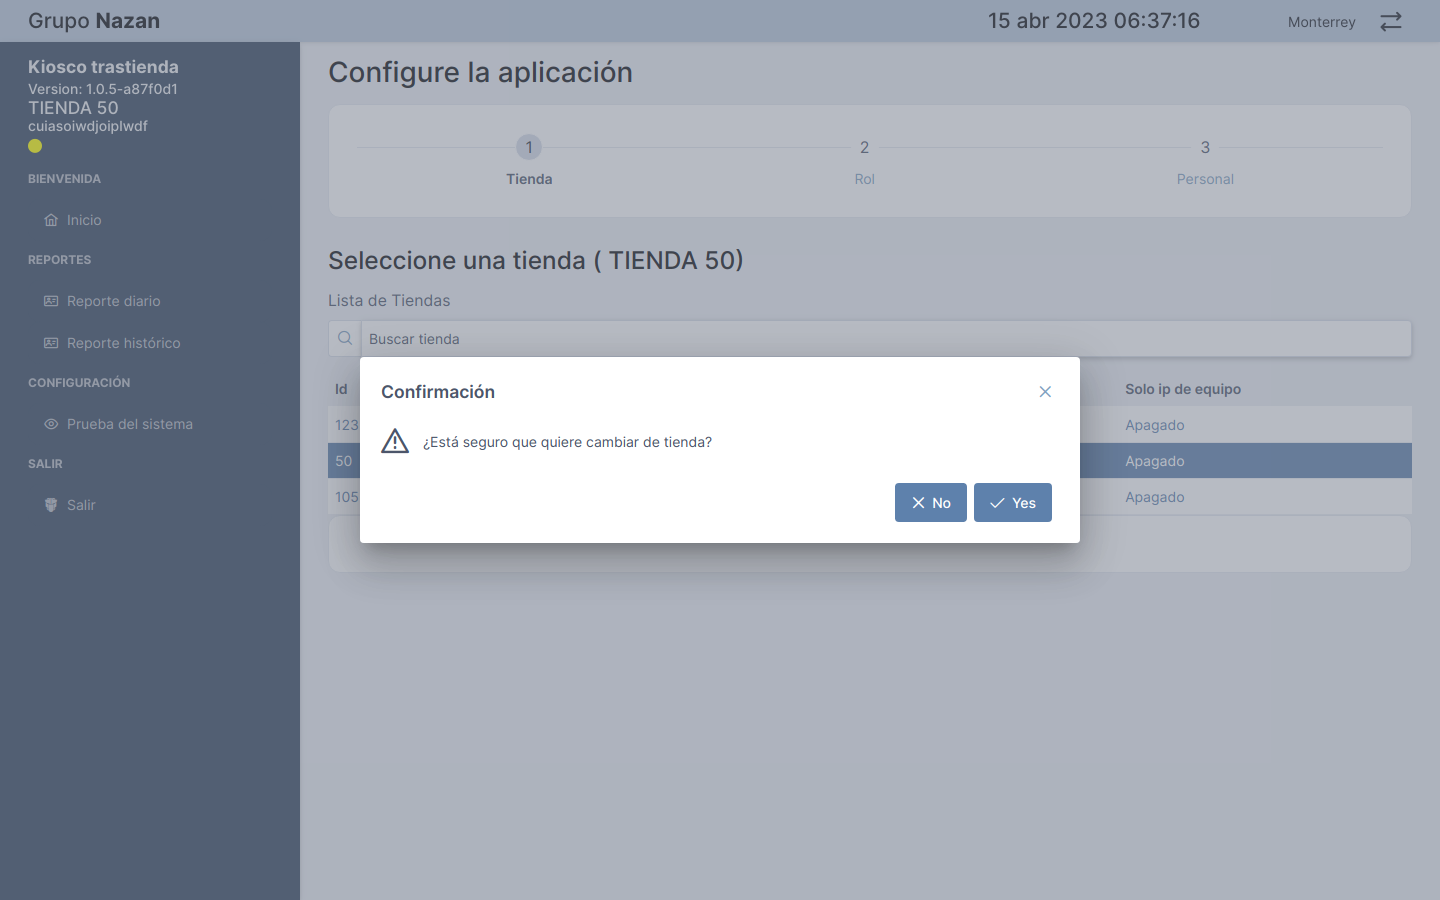 Grupo Nazan
15 abr 2023 06:37:16
Monterrey
Kiosco trastienda
Version: 1.0.5-a87f0d1
TIENDA 50
cuiasoiwdjoiplwdf
BIENVENIDA
Inicio
REPORTES
Reporte diario
Reporte histórico
CONFIGURACIÓN
Prueba del sistema
SALIR
Salir
Configure la aplicación
1 2 3
Tienda Rol Personal
Seleccione una tienda ( TIENDA 50)
Lista de Tiendas
Buscar tienda
Id Solo ip de equipo
123 Apagado
50 Apagado
105 Apagado
Confirmación
¿Está seguro que quiere cambiar de tienda?
No Yes